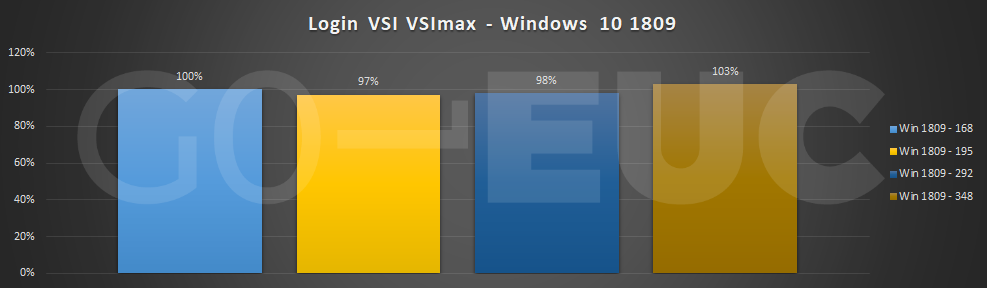 Login VSI VSImax - Windows 10 1809
120%
100%
80%
60%
40%
20%
0%
100%
97%
98%
103%
Win 1809 - 168
Win 1809 - 195
Win 1809 - 292
Win 1809 - 348
GO-EUC